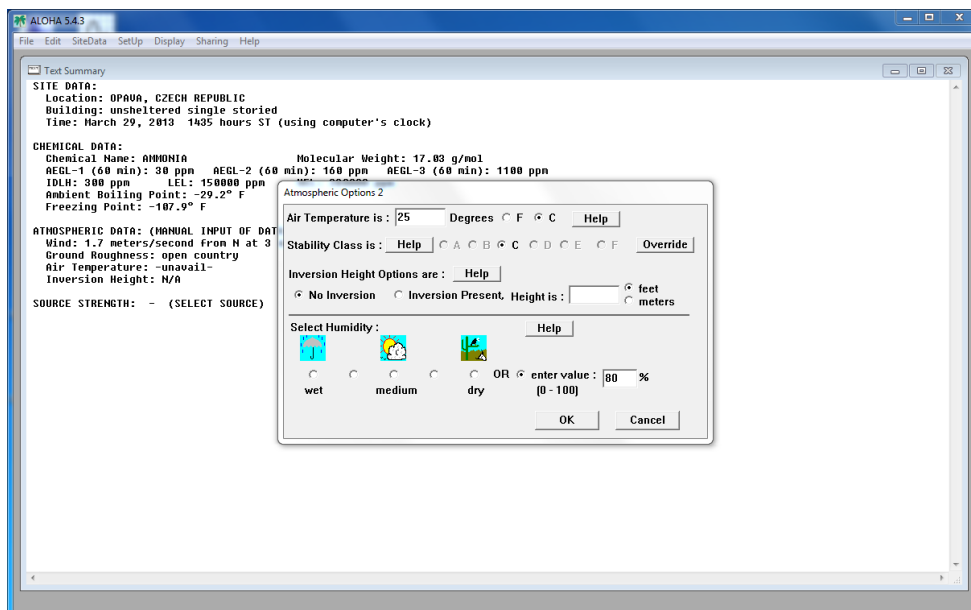 ALOHA 5.4.3
File Edit SiteData SetUp Display Sharing Help
Text Summary
SITE DATA:
Location: OPAVA, CZECH REPUBLIC
Building: unsheltered single storied
Time: March 29, 2013 1435 hours ST (using computer's clock)
CHEMICAL DATA:
Chemical Name: AMMONIA Molecular Weight: 17.03 g/mol
AEGL-1 (60 min): 30 ppm AEGL-2 (60 min): 160 ppm AEGL-3 (60 min): 1100 ppm
IDLH: 300 ppm LEL: 150000 ppm
Ambient Boiling Point: -29.2° F
Freezing Point: -107.9° F
ATMOSPHERIC DATA: (MANUAL INPUT OF DAT
Wind: 1.7 meters/second from N at 3
Ground Roughness: open country
Air Temperature: -unavail-
Inversion Height: N/A
SOURCE STRENGTH: - (SELECT SOURCE)
Atmospheric Options 2
Air Temperature is : 25 Degrees F C Help
Stability Class is : Help A B C D E F Override
Inversion Height Options are : Help
No Inversion Inversion Present, Height is : feet
meters
Select Humidity : Help
OR enter value : 80 %
wet medium dry (0 - 100)
OK Cancel